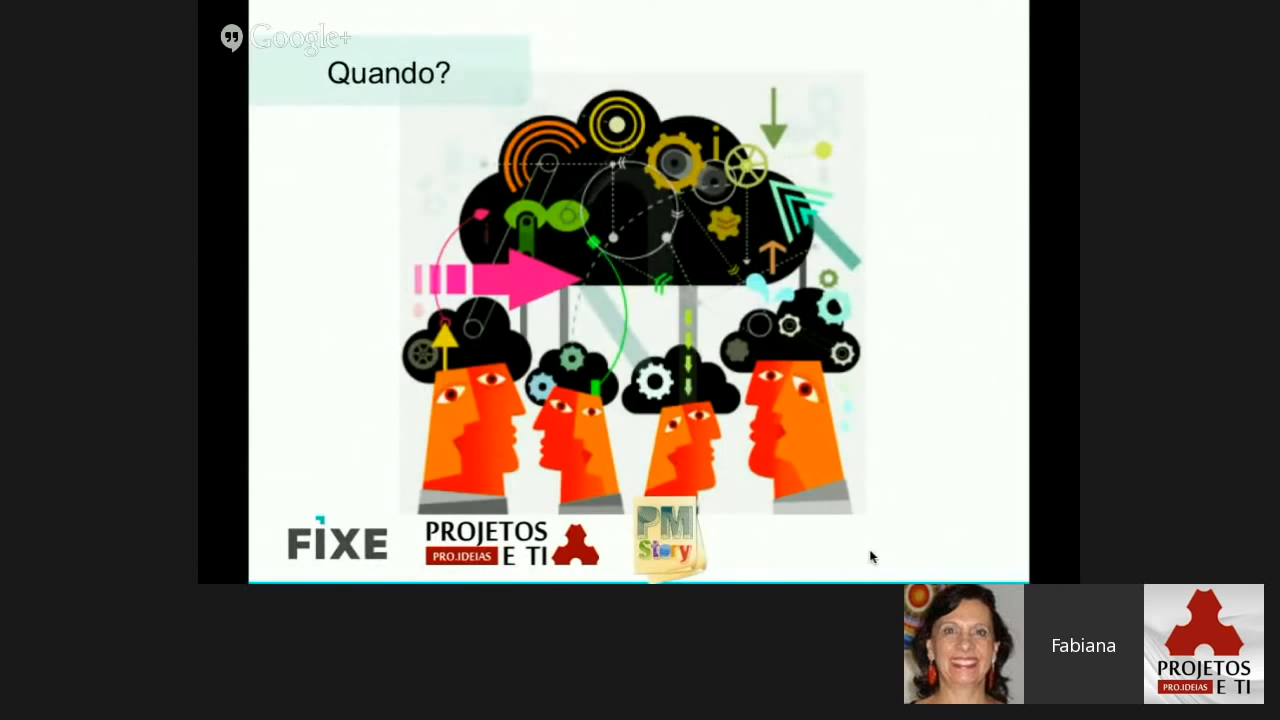 Google+
Quando?
FIXE
PROJETOS
PRO.IDEIAS E TI
PM
Story
Fabiana
PROJETOS
PRO.IDEIAS E TI